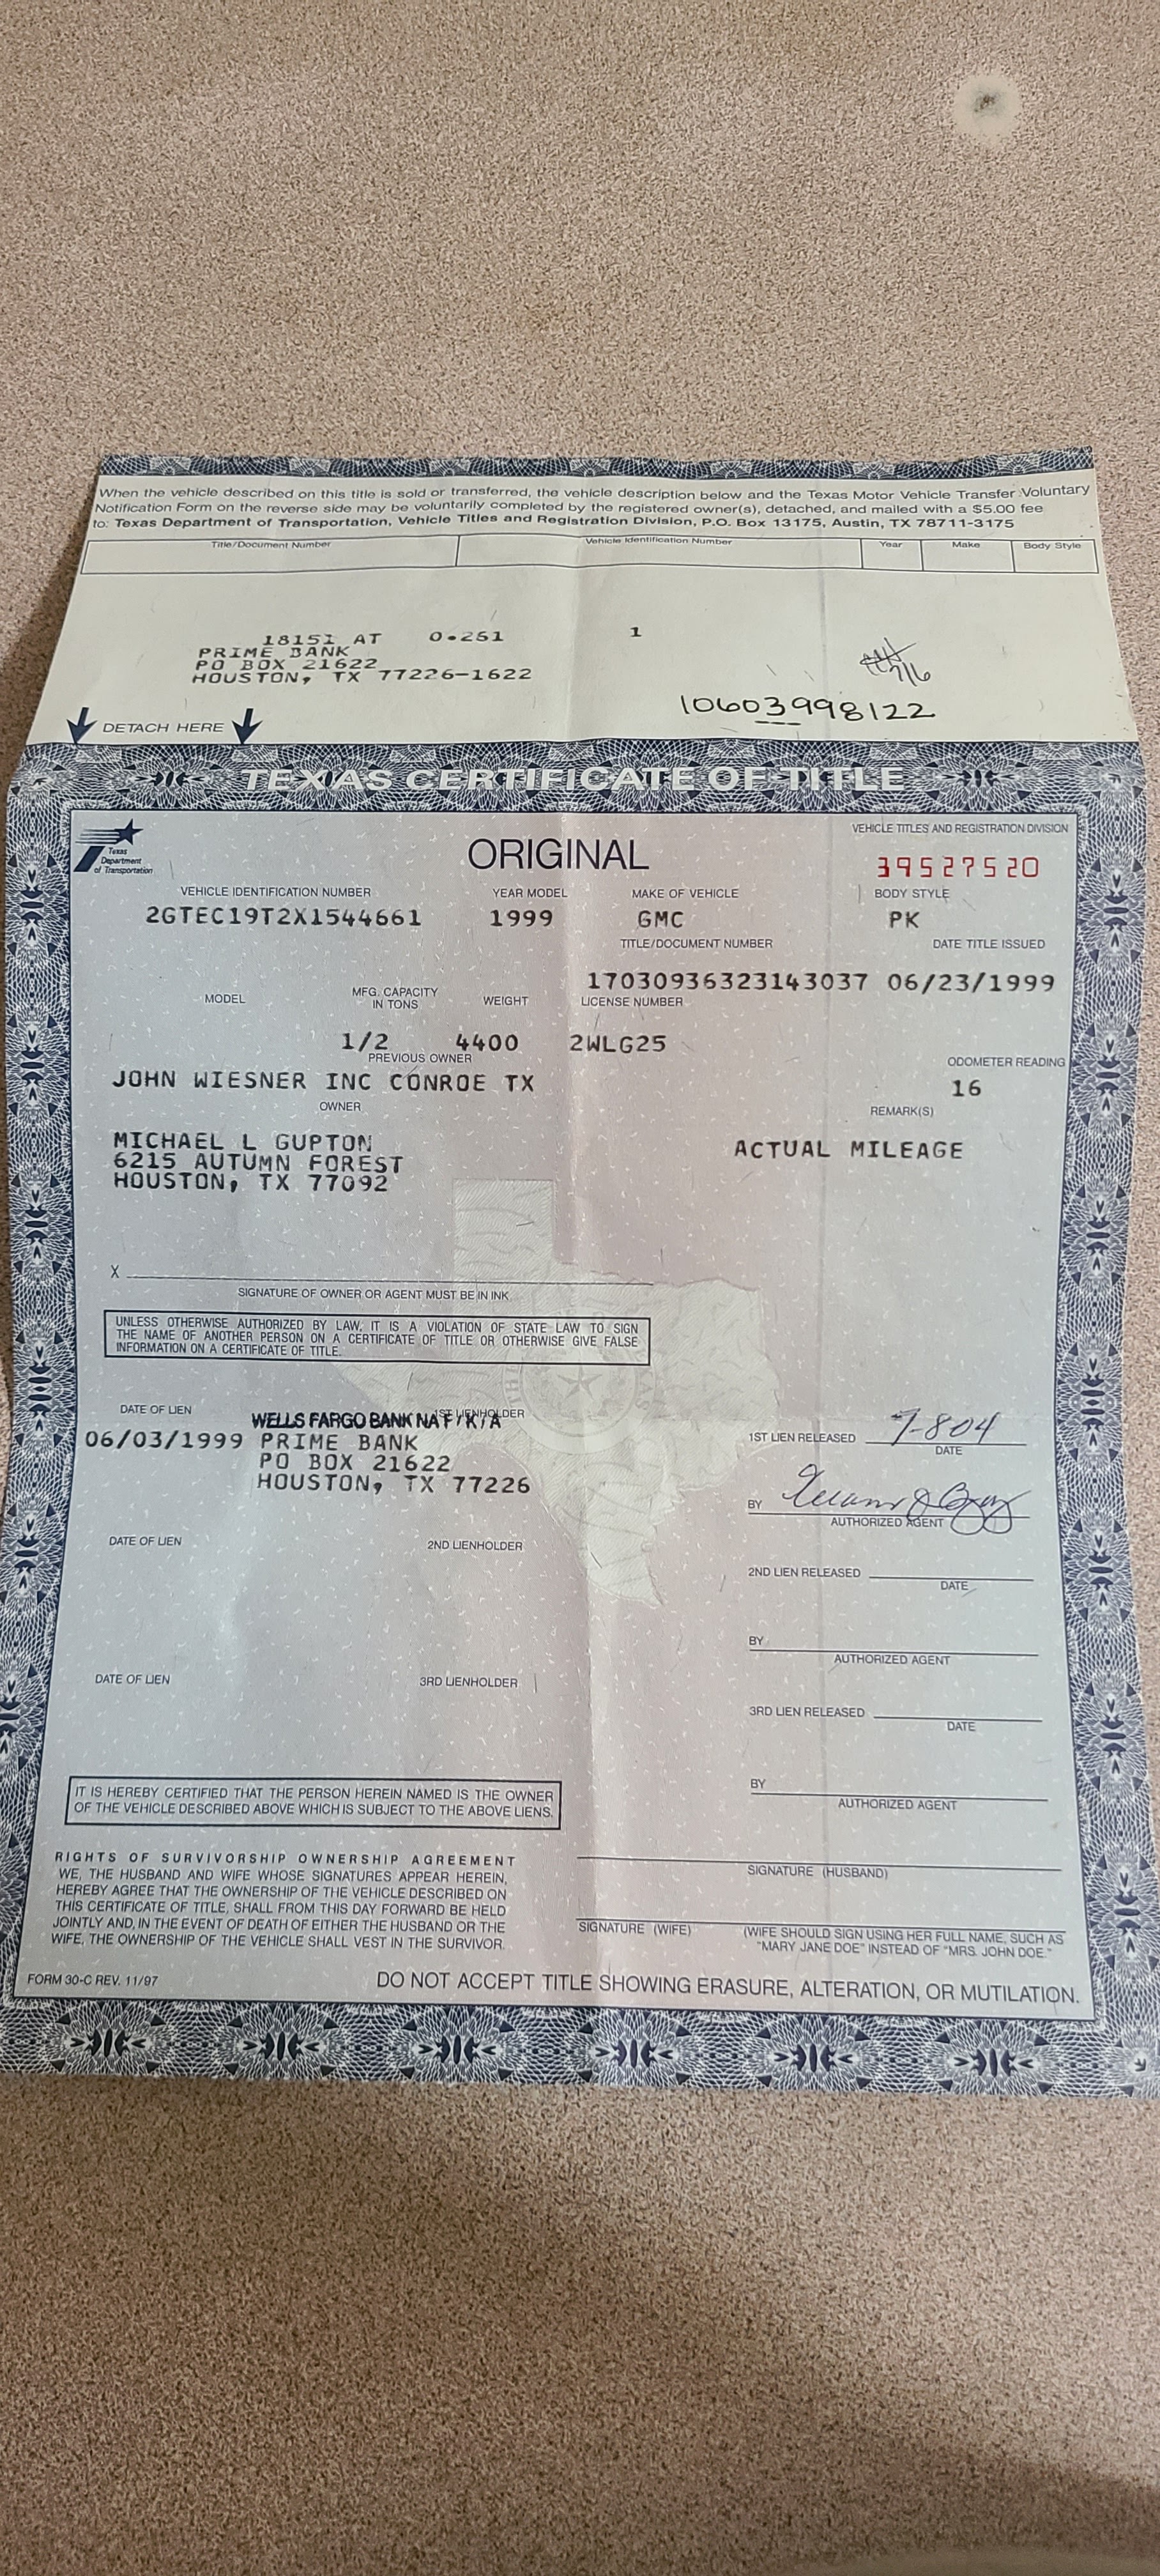 When the vehicle described on this title is sold or transferred, the vehicle description below and the Texas Motor Vehicle Transfer Voluntary
Notification Form on the reverse side may be voluntarily completed by the registered owner(s), detached, and mailed with a $5.00 fee
to: Texas Department of Transportation, Vehicle Titles and Registration Division, P.O. Box 13175, Austin, TX 78711-3175
Title/Document Number Vehicle Identification Number Year Make Body Style
18151 AT 0.261 1
PRIME BANK
PO BOX 21622
HOUSTON, TX 77226-1622
7/6
10603998122
DETACH HERE
TEXAS CERTIFICATE OF TITLE
Texas
Department
of Transportation
ORIGINAL
VEHICLE TITLES AND REGISTRATION DIVISION
39527520
VEHICLE IDENTIFICATION NUMBER YEAR MODEL MAKE OF VEHICLE BODY STYLE
2GTEC19T2X1544661 1999 GMC PK
TITLE/DOCUMENT NUMBER DATE TITLE ISSUED
17030936323143037 06/23/1999
MODEL MFG. CAPACITY IN TONS WEIGHT LICENSE NUMBER
1/2 4400 2WLG25
PREVIOUS OWNER ODOMETER READING
JOHN WIESNER INC CONROE TX 16
OWNER REMARK(S)
MICHAEL L GUPTON ACTUAL MILEAGE
6215 AUTUMN FOREST
HOUSTON, TX 77092
X
SIGNATURE OF OWNER OR AGENT MUST BE IN INK
UNLESS OTHERWISE AUTHORIZED BY LAW, IT IS A VIOLATION OF STATE LAW TO SIGN
THE NAME OF ANOTHER PERSON ON A CERTIFICATE OF TITLE OR OTHERWISE GIVE FALSE
INFORMATION ON A CERTIFICATE OF TITLE.
DATE OF LIEN 1ST LIENHOLDER
WELLS FARGO BANK NA F/K/A
06/03/1999 PRIME BANK
PO BOX 21622
HOUSTON, TX 77226
1ST LIEN RELEASED 7-804
DATE
BY
AUTHORIZED AGENT
DATE OF LIEN 2ND LIENHOLDER
2ND LIEN RELEASED
DATE
BY
AUTHORIZED AGENT
DATE OF LIEN 3RD LIENHOLDER
3RD LIEN RELEASED
DATE
BY
AUTHORIZED AGENT
IT IS HEREBY CERTIFIED THAT THE PERSON HEREIN NAMED IS THE OWNER
OF THE VEHICLE DESCRIBED ABOVE WHICH IS SUBJECT TO THE ABOVE LIENS.
RIGHTS OF SURVIVORSHIP OWNERSHIP AGREEMENT
WE, THE HUSBAND AND WIFE WHOSE SIGNATURES APPEAR HEREIN,
HEREBY AGREE THAT THE OWNERSHIP OF THE VEHICLE DESCRIBED ON
THIS CERTIFICATE OF TITLE, SHALL FROM THIS DAY FORWARD BE HELD
JOINTLY AND, IN THE EVENT OF DEATH OF EITHER THE HUSBAND OR THE
WIFE, THE OWNERSHIP OF THE VEHICLE SHALL VEST IN THE SURVIVOR.
SIGNATURE (HUSBAND)
SIGNATURE (WIFE) (WIFE SHOULD SIGN USING HER FULL NAME, SUCH AS
"MARY JANE DOE" INSTEAD OF "MRS. JOHN DOE."
FORM 30-C REV. 11/97
DO NOT ACCEPT TITLE SHOWING ERASURE, ALTERATION, OR MUTILATION.